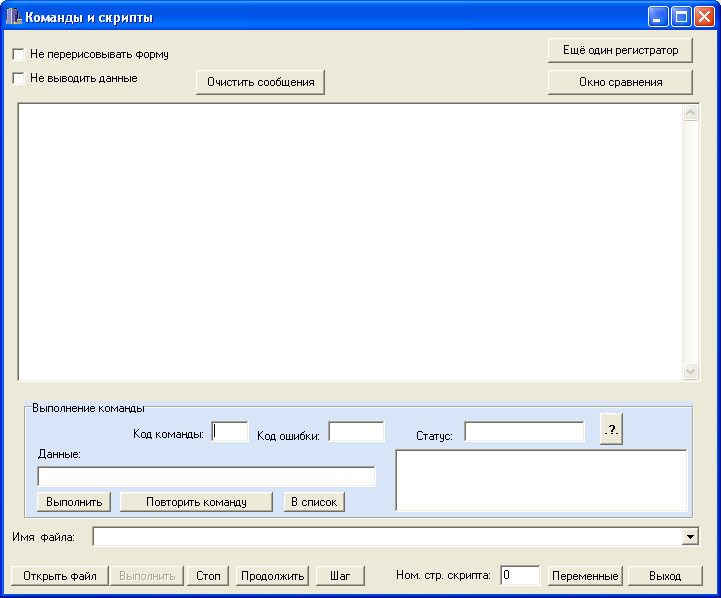 Команды и скрипты
Не перерисовывать форму
Ещё один регистратор
Не выводить данные
Очистить сообщения
Окно сравнения
Выполнение команды
Код команды:
Код ошибки:
Статус:
.?.
Данные:
Выполнить
Повторить команду
В список
Имя файла:
Открыть файл
Выполнить
Стоп
Продолжить
Шаг
Ном. стр. скрипта:
0
Переменные
Выход